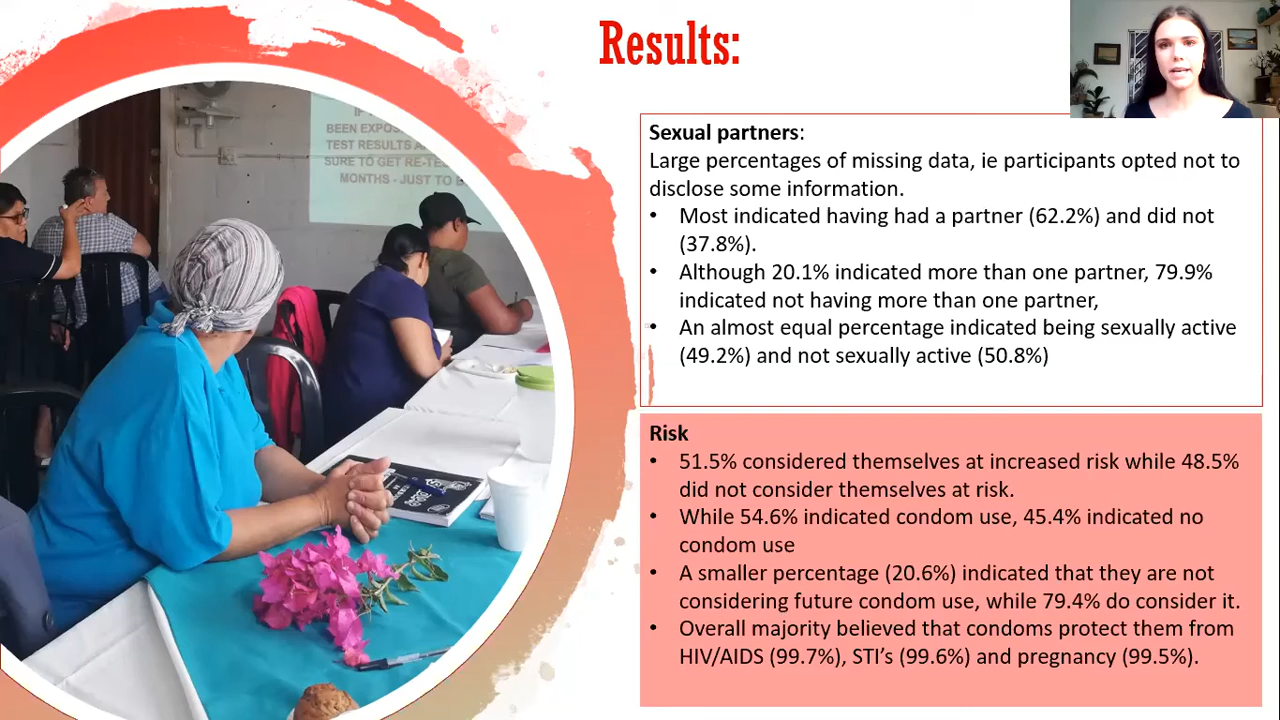 Results:
Sexual partners:
Large percentages of missing data, ie participants opted not to
disclose some information.
• Most indicated having had a partner (62.2%) and did not
(37.8%).
• Although 20.1% indicated more than one partner, 79.9%
indicated not having more than one partner,
• An almost equal percentage indicated being sexually active
(49.2%) and not sexually active (50.8%)
Risk
• 51.5% considered themselves at increased risk while 48.5%
did not consider themselves at risk.
• While 54.6% indicated condom use, 45.4% indicated no
condom use
• A smaller percentage (20.6%) indicated that they are not
considering future condom use, while 79.4% do consider it.
• Overall majority believed that condoms protect them from
HIV/AIDS (99.7%), STI's (99.6%) and pregnancy (99.5%).
IF
BEEN
TEST RESULTS
SURE TO GET
MONTHS - JUST TO